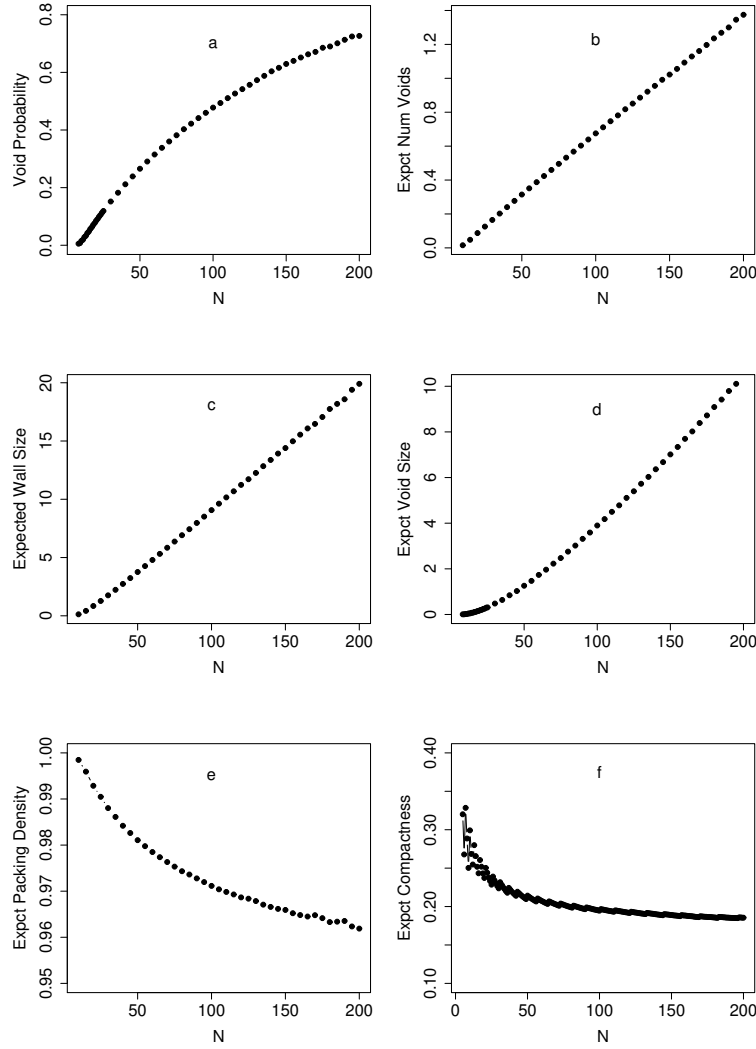 a
Void Probability
0.0 0.2 0.4 0.6 0.8
50 100 150 200
N
b
Expct Num Voids
0.0 0.4 0.8 1.2
50 100 150 200
N
c
Expected Wall Size
0 5 10 15 20
50 100 150 200
N
d
Expct Void Size
0 2 4 6 8 10
50 100 150 200
N
e
Expct Packing Density
0.95 0.96 0.97 0.98 0.99 1.00
50 100 150 200
N
f
Expct Compactness
0.10 0.20 0.30 0.40
0 50 100 150 200
N